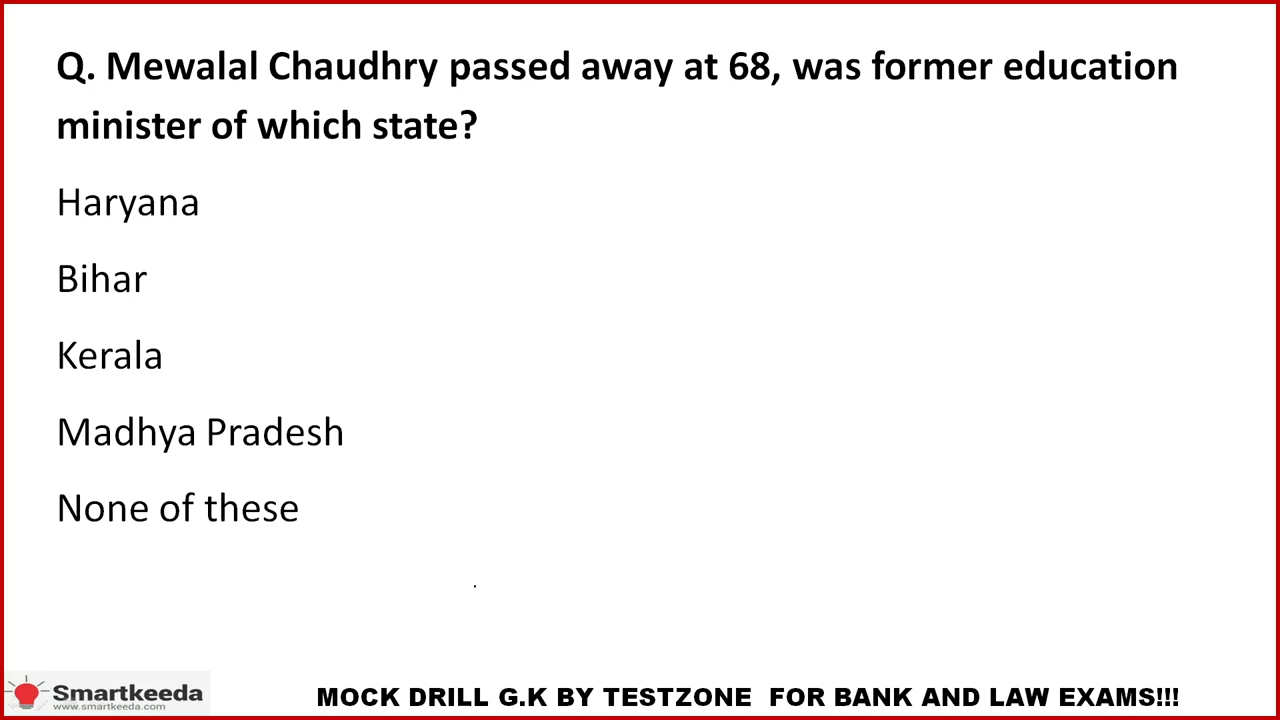 Q. Mewalal Chaudhry passed away at 68, was former education
minister of which state?
Haryana
Bihar
Kerala
Madhya Pradesh
None of these
Smartkeeda
www.smartkeeda.com
MOCK DRILL G.K BY TESTZONE  FOR BANK AND LAW EXAMS!!!